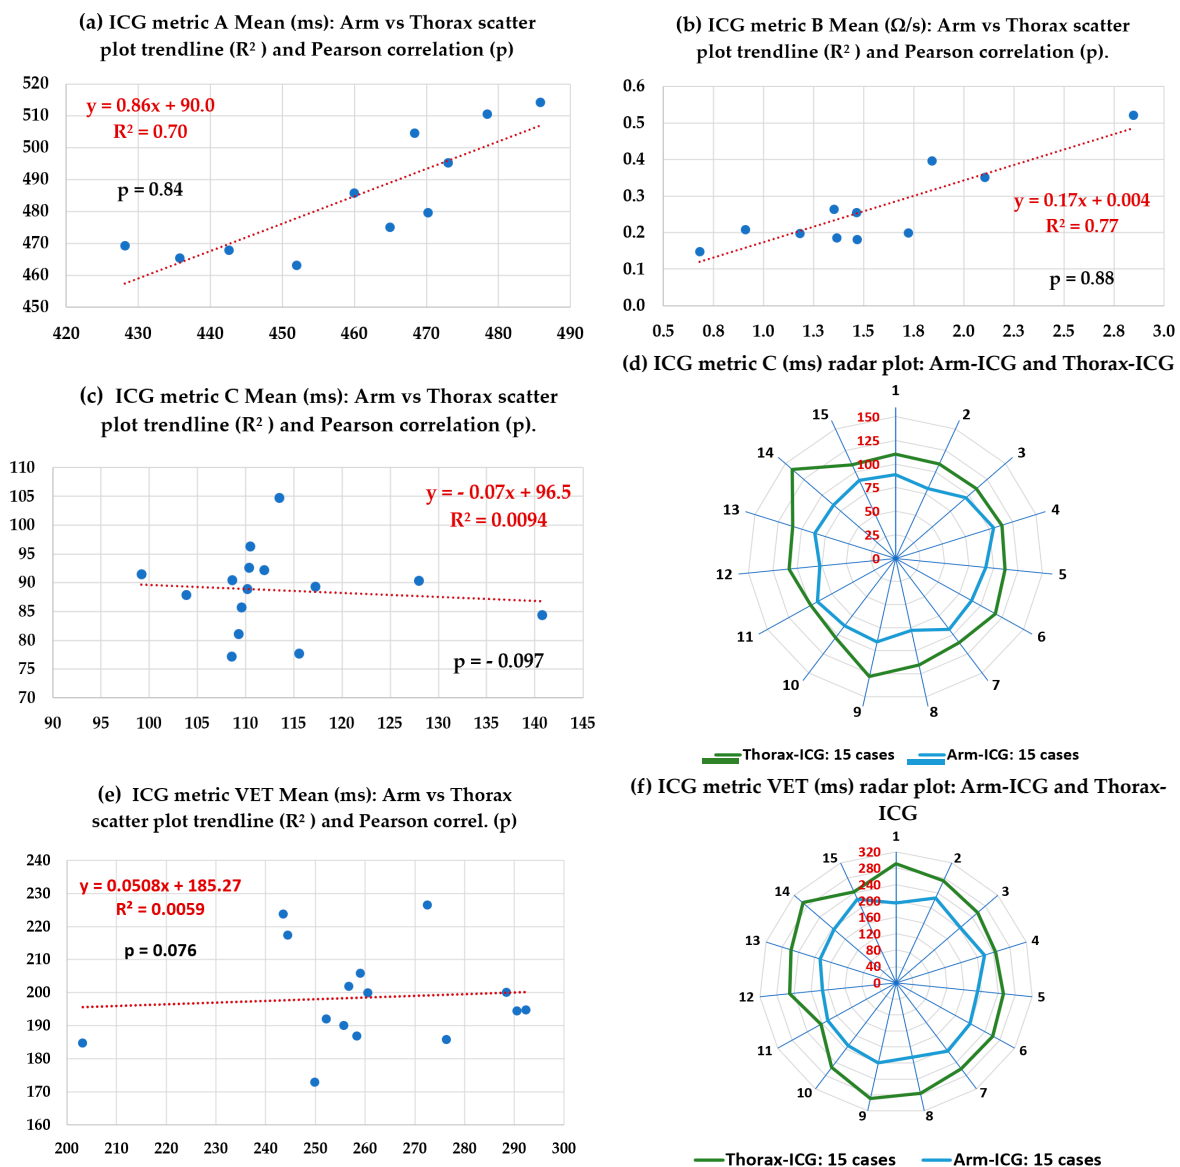 (a) ICG metric A Mean (ms): Arm vs Thorax scatter
plot trendline (R² ) and Pearson correlation (p)
520
510
500
490
480
470
460
450
y = 0.86x + 90.0
R² = 0.70
p = 0.84
420 430 440 450 460 470 480 490
(b) ICG metric B Mean (Ω/s): Arm vs Thorax scatter
plot trendline (R² ) and Pearson correlation (p).
0.6
0.5
0.4
0.3
0.2
0.1
0.0
y = 0.17x + 0.004
R² = 0.77
p = 0.88
0.5 0.8 1.0 1.3 1.5 1.8 2.0 2.3 2.5 3.0
(c) ICG metric C Mean (ms): Arm vs Thorax scatter
plot trendline (R² ) and Pearson correlation (p).
110
105
100
95
90
85
80
75
70
y = - 0.07x + 96.5
R² = 0.0094
p = - 0.097
90 95 100 105 110 115 120 125 130 135 140 145
(d) ICG metric C (ms) radar plot: Arm-ICG and Thorax-ICG
1
2
3
4
5
6
7
8
9
10
11
12
13
14
15
150
125
100
75
50
25
0
Thorax-ICG: 15 cases Arm-ICG: 15 cases
(e) ICG metric VET Mean (ms): Arm vs Thorax
scatter plot trendline (R² ) and Pearson correl. (p)
240
230
220
210
200
190
180
170
160
y = 0.0508x + 185.27
R² = 0.0059
p = 0.076
200 210 220 230 240 250 260 270 280 290 300
(f) ICG metric VET (ms) radar plot: Arm-ICG and Thorax-
ICG
1
2
3
4
5
6
7
8
9
10
11
12
13
14
15
320
280
240
200
160
120
80
40
0
Thorax-ICG: 15 cases Arm-ICG: 15 cases